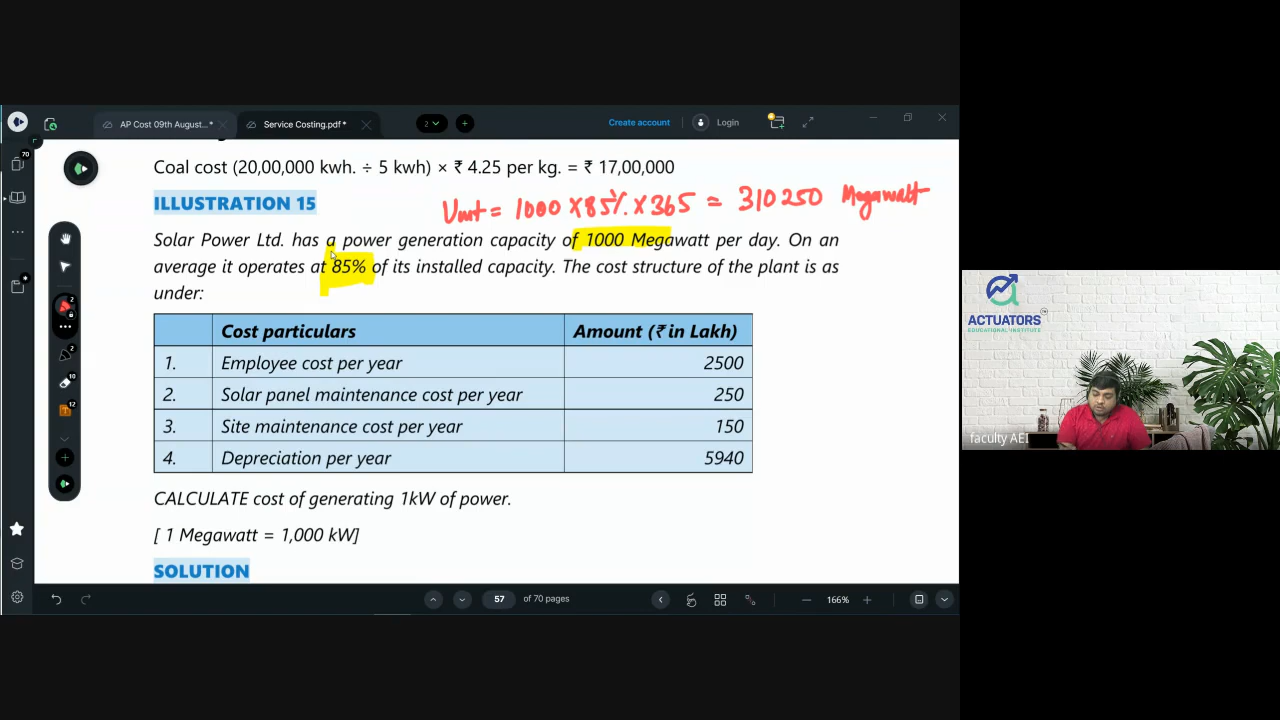 AP Cost 09th August...*
Service Costing.pdf *
2
Create account
Login
70
Coal cost (20,00,000 kwh. ÷ 5 kwh) × ₹ 4.25 per kg. = ₹ 17,00,000
ILLUSTRATION 15
Unit = 1000 × 85% × 365 = 310250 Megawatt
Solar Power Ltd. has a power generation capacity of 1000 Megawatt per day. On an
average it operates at 85% of its installed capacity. The cost structure of the plant is as
under:
Cost particulars Amount (₹ in Lakh)
1. Employee cost per year 2500
2. Solar panel maintenance cost per year 250
3. Site maintenance cost per year 150
4. Depreciation per year 5940
CALCULATE cost of generating 1kW of power.
[ 1 Megawatt = 1,000 kW]
SOLUTION
2
2
10
12
57 of 70 pages
166%
ACTUATORS
EDUCATIONAL INSTITUTE
faculty AEI